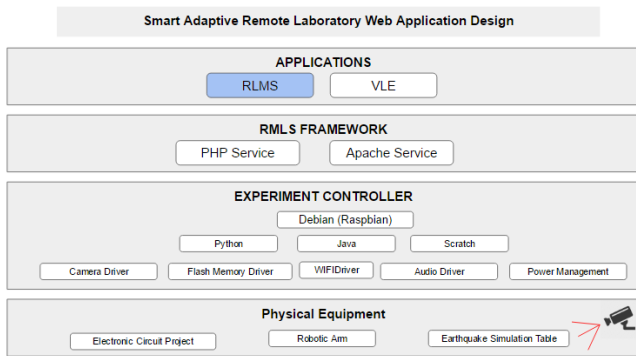 Smart Adaptive Remote Laboratory Web Application Design
APPLICATIONS
RLMS
VLE
RMLS FRAMEWORK
PHP Service
Apache Service
EXPERIMENT CONTROLLER
Debian (Raspbian)
Python
Java
Scratch
Camera Driver
Flash Memory Driver
WIFIDriver
Audio Driver
Power Management
Physical Equipment
Electronic Circuit Project
Robotic Arm
Earthquake Simulation Table